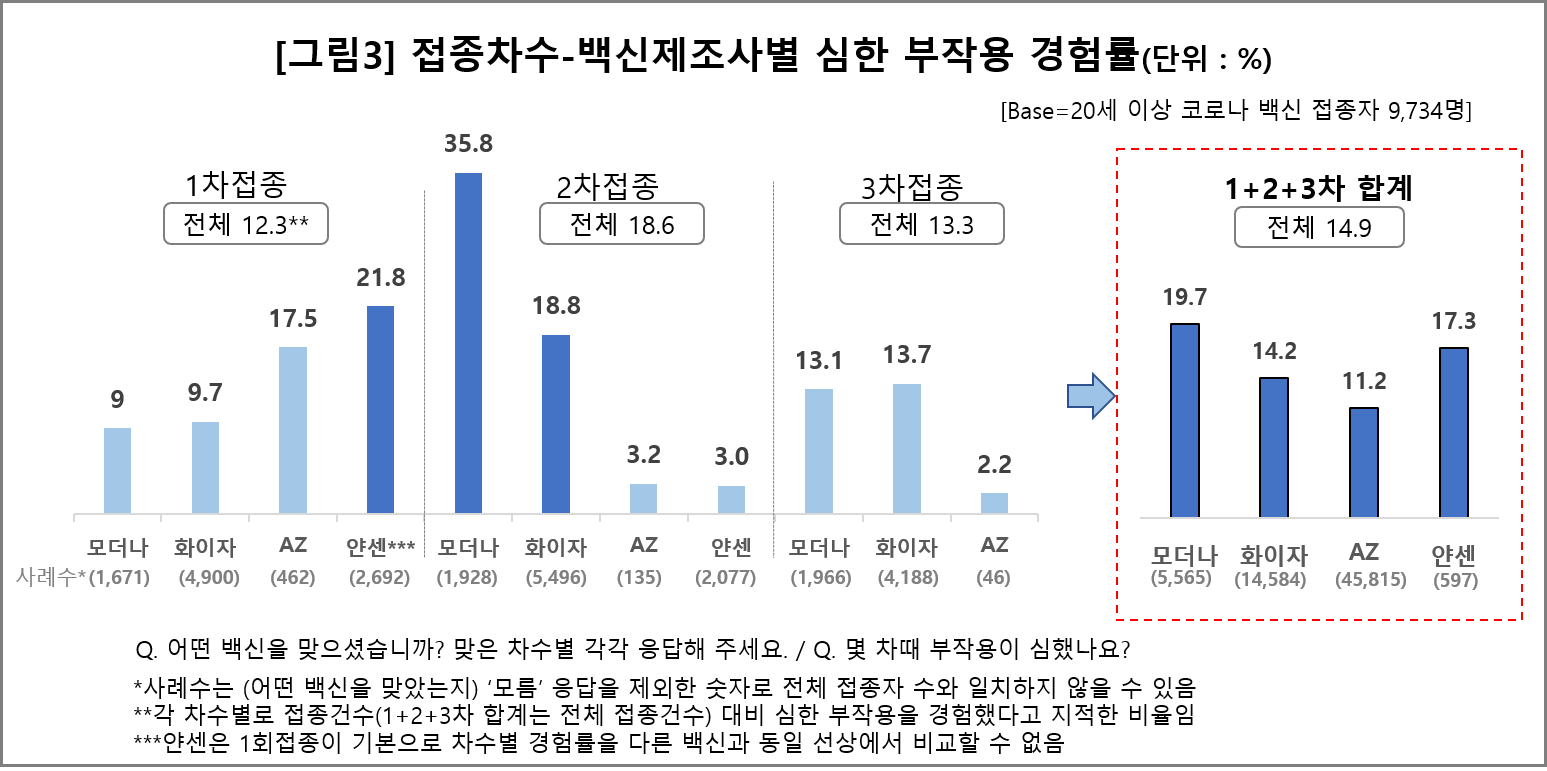 [그림3] 접종차수-백신제조사별 심한 부작용 경험률(단위 : %)
[Base=20세 이상 코로나 백신 접종자 9,734명]
1차접종
전체 12.3**
9
9.7
17.5
21.8
모더나 화이자 AZ 얀센***
사례수* (1,671) (4,900) (462) (2,692)
2차접종
전체 18.6
35.8
18.8
3.2
3.0
모더나 화이자 AZ 얀센
(1,928) (5,496) (135) (2,077)
3차접종
전체 13.3
13.1
13.7
2.2
모더나 화이자 AZ
(1,966) (4,188) (46)
1+2+3차 합계
전체 14.9
19.7
14.2
11.2
17.3
모더나 화이자 AZ 얀센
(5,565) (14,584) (45,815) (597)
Q. 어떤 백신을 맞으셨습니까? 맞은 차수별 각각 응답해 주세요. / Q. 몇 차때 부작용이 심했나요?
*사례수는 (어떤 백신을 맞았는지) ‘모름’ 응답을 제외한 숫자로 전체 접종자 수와 일치하지 않을 수 있음
**각 차수별로 접종건수(1+2+3차 합계는 전체 접종건수) 대비 심한 부작용을 경험했다고 지적한 비율임
***얀센은 1회접종이 기본으로 차수별 경험률을 다른 백신과 동일 선상에서 비교할 수 없음